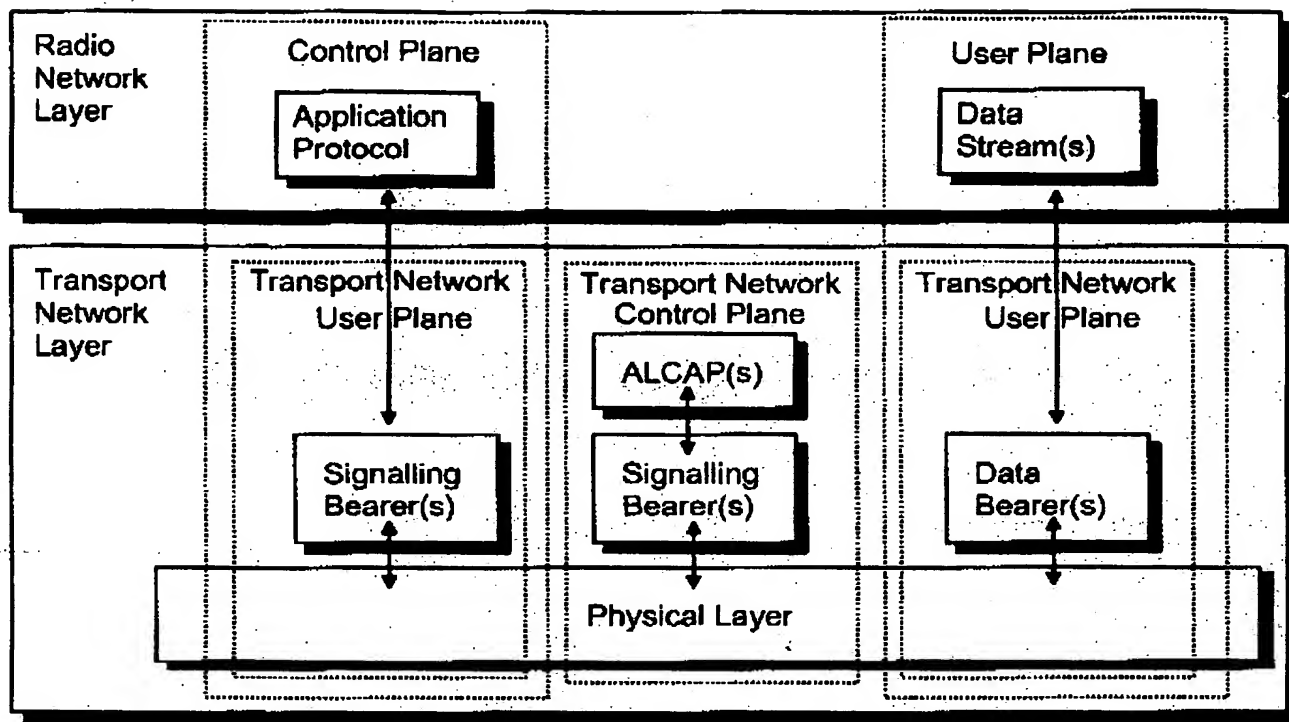 Radio
Network
Layer
Control Plane
Application
Protocol
User Plane
Data
Stream(s)
Transport
Network
Layer
Transport Network
User Plane
Signalling
Bearer(s)
Transport Network
Control Plane
ALCAP(s)
Signalling
Bearer(s)
Transport Network
User Plane
Data
Bearer(s)
Physical Layer